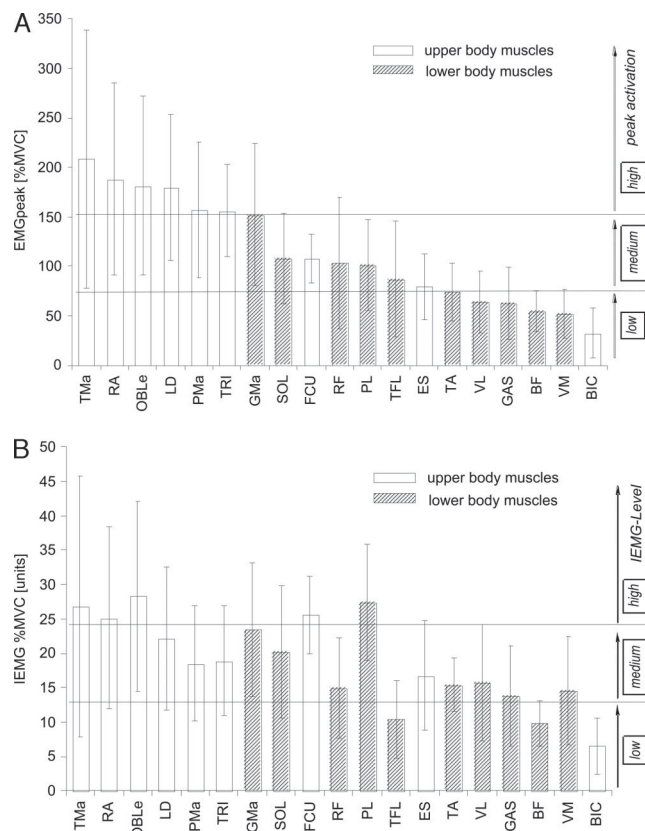 A
350
300
250
200
150
100
50
0
EMGpeak [%MVC]
upper body muscles
lower body muscles
peak activation
high
medium
low
TMa RA OBLe LD PMa TRI GMa SOL FCU RF PL TFL ES TA VL GAS BF VM BIC
B
50
45
40
35
30
25
20
15
10
5
0
IEMG %MVC [units]
upper body muscles
lower body muscles
IEMG-Level
high
medium
low
TMa RA OBLe LD PMa TRI GMa SOL FCU RF PL TFL ES TA VL GAS BF VM BIC